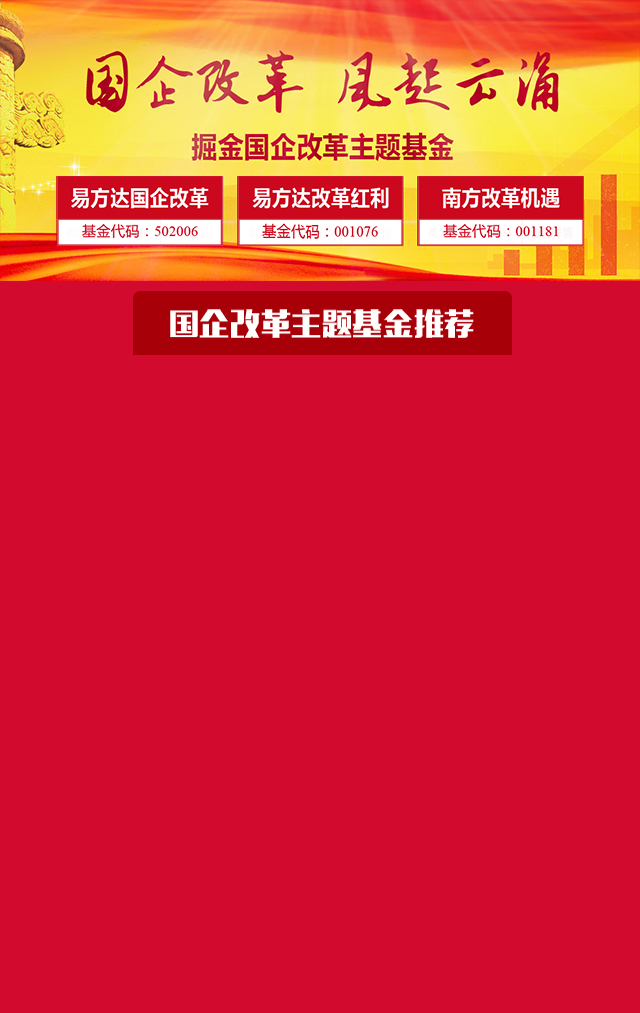 国企改革 风起云涌
掘金国企改革主题基金
易方达国企改革 易方达改革红利 南方改革机遇
基金代码：502006 基金代码：001076 基金代码：001181
国企改革主题基金推荐